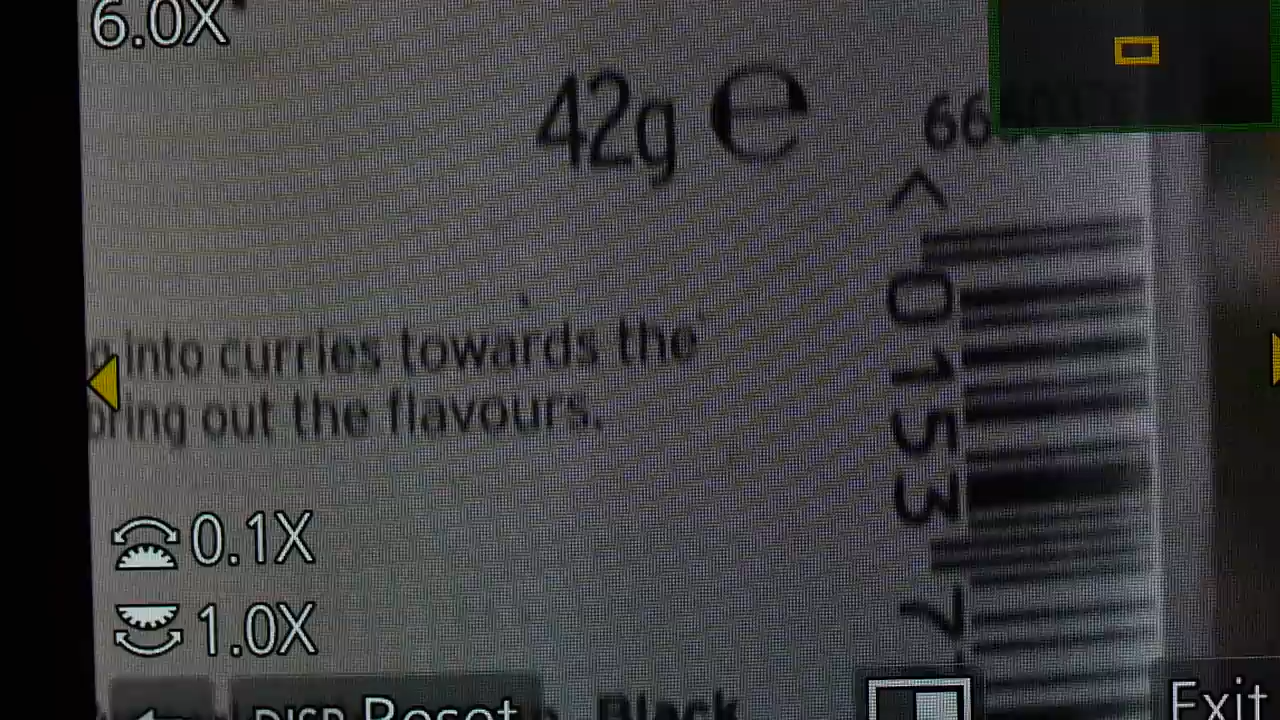 6.0X
42g e
66
< 0153 7
into curries towards the
bring out the flavours.
0.1X
1.0X
DISP. Reset
Black
Exit